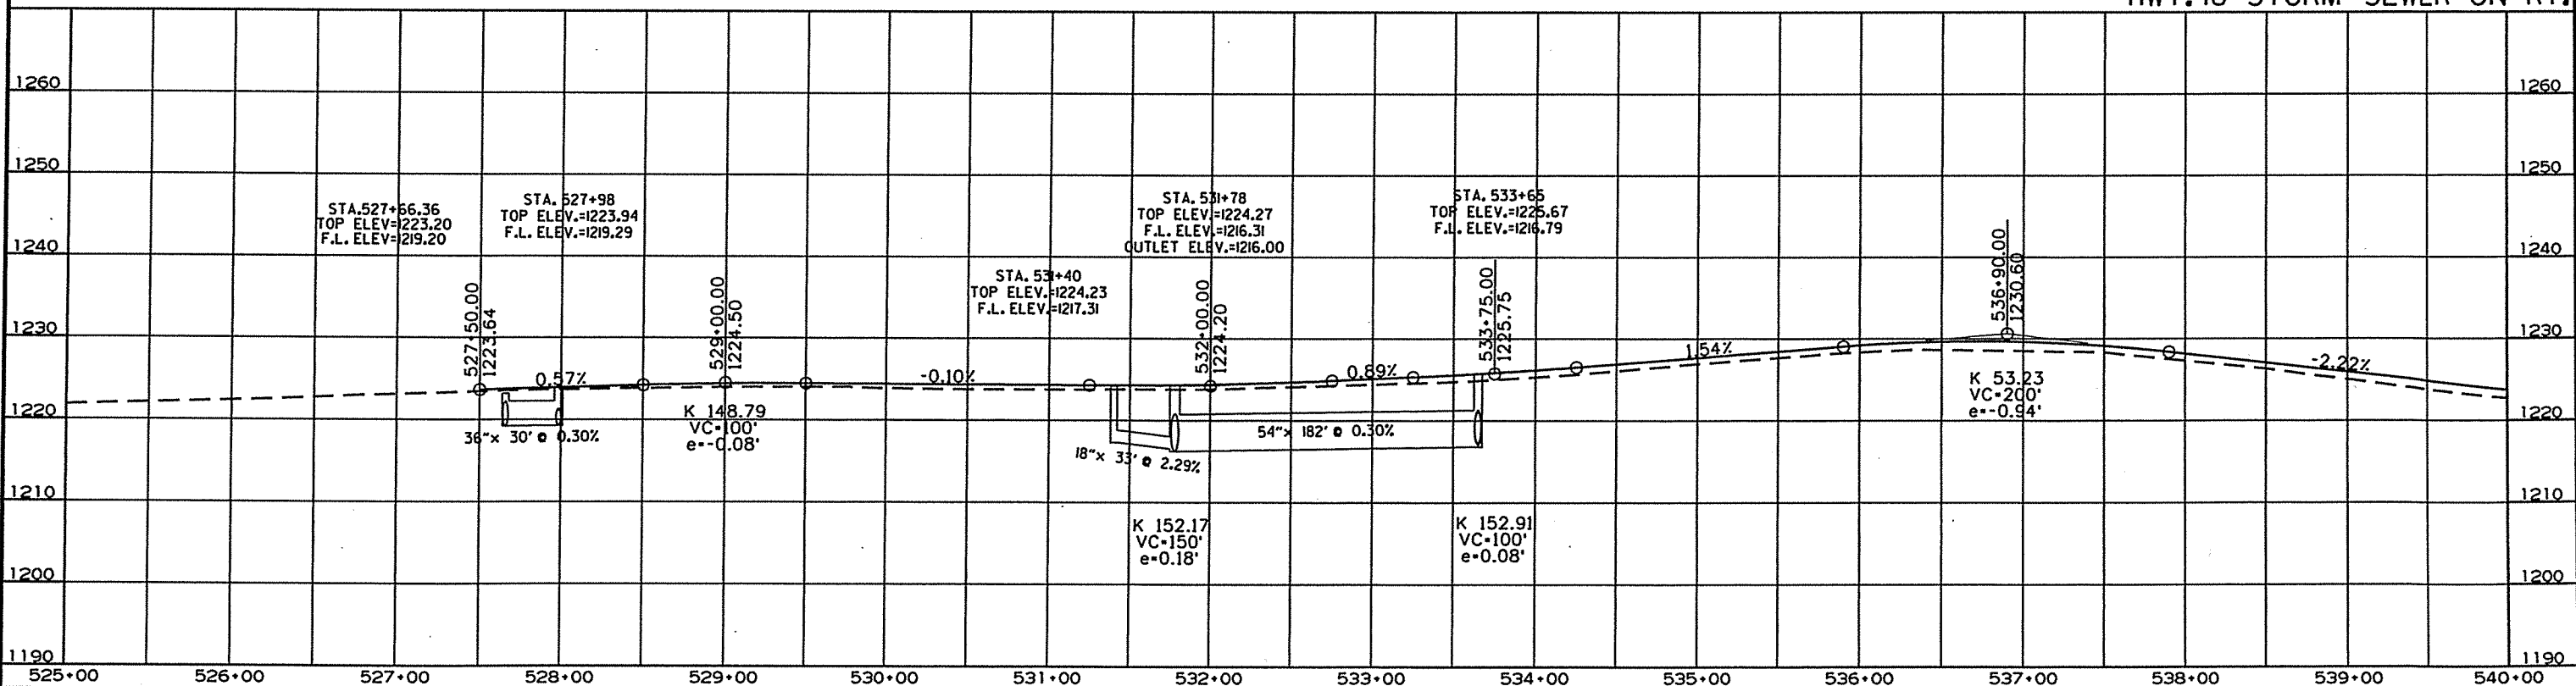 1260
1260
1250
1250
STA.527+66.36
TOP ELEV=1223.20
F.L. ELEV=1219.20
STA. 527+98
TOP ELEV.=1223.94
F.L. ELEV.=1219.29
STA. 531+78
TOP ELEV.=1224.27
F.L. ELEV.=1216.31
OUTLET ELEV.=1216.00
STA. 533+65
TOP ELEV.=1225.67
F.L. ELEV.=1216.79
1240
1240
STA. 531+40
TOP ELEV.=1224.23
F.L. ELEV.=1217.31
527+50.00
1223.64
529+00.00
1224.50
532+00.00
1224.20
533+75.00
1225.75
536+90.00
1230.60
1230
1230
0.57%
-0.10%
0.89%
1.54%
-2.22%
1220
1220
36"x 30' @ 0.30%
K 148.79
VC=100'
e=-0.08'
18"x 33' @ 2.29%
54"x 182' @ 0.30%
K 53.23
VC=200'
e=-0.94'
1210
1210
K 152.17
VC=150'
e=0.18'
K 152.91
VC=100'
e=0.08'
1200
1200
1190
1190
525+00 526+00 527+00 528+00 529+00 530+00 531+00 532+00 533+00 534+00 535+00 536+00 537+00 538+00 539+00 540+00